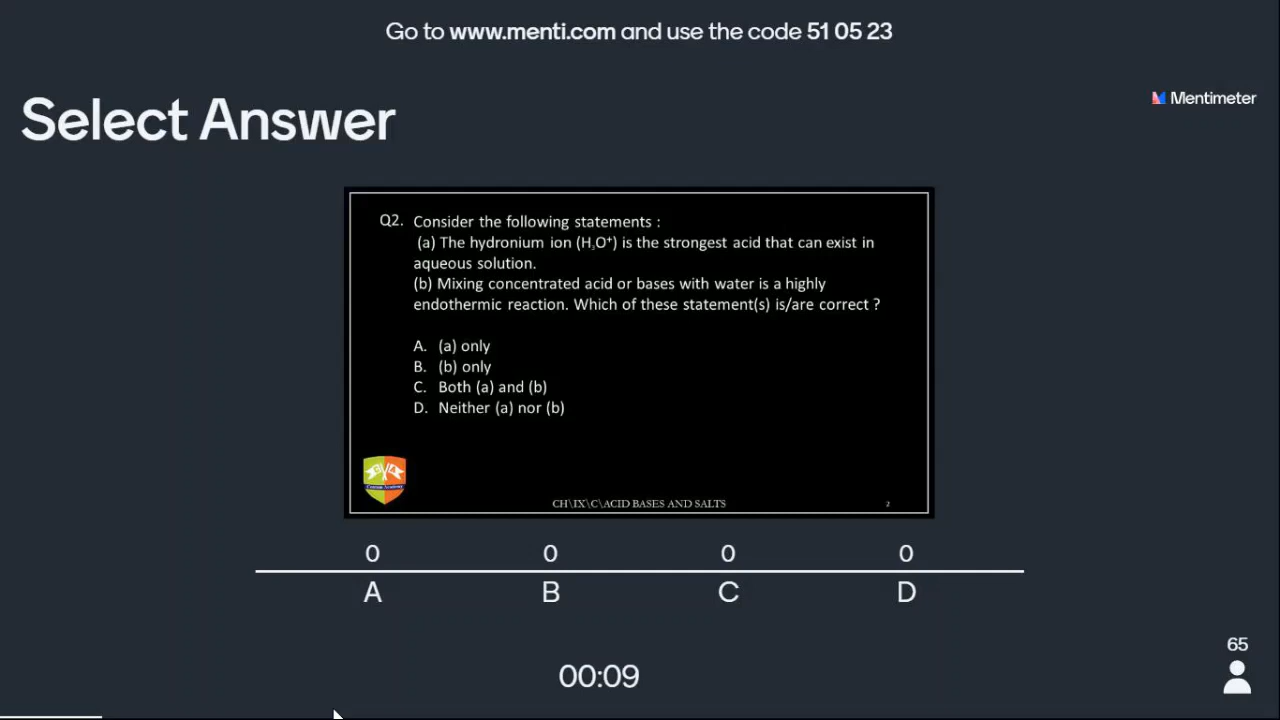 Go to www.menti.com and use the code 51 05 23
Select Answer
Mentimeter
Q2. Consider the following statements :
(a) The hydronium ion (H₃O⁺) is the strongest acid that can exist in
aqueous solution.
(b) Mixing concentrated acid or bases with water is a highly
endothermic reaction. Which of these statement(s) is/are correct ?
A. (a) only
B. (b) only
C. Both (a) and (b)
D. Neither (a) nor (b)
CH\IX\C\ACID BASES AND SALTS
2
0 0 0 0
A B C D
00:09
65